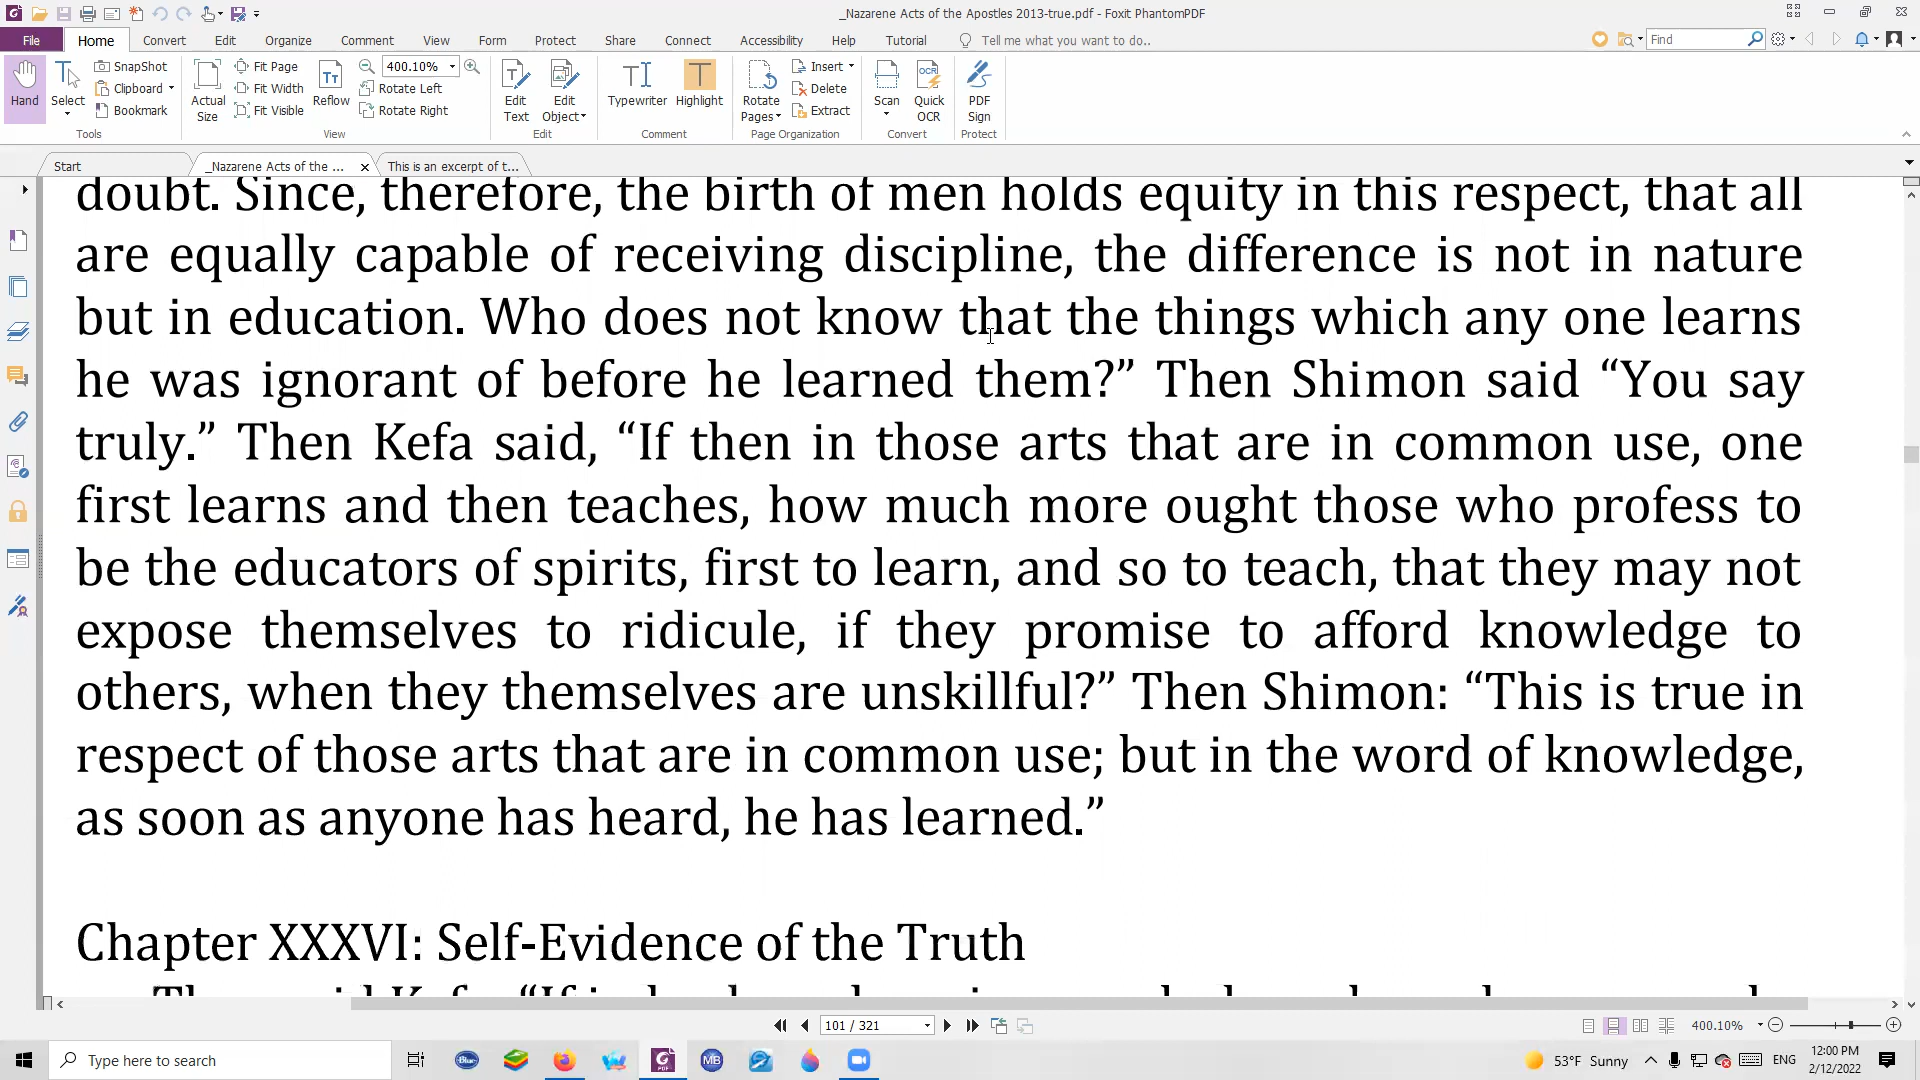 _Nazarene Acts of the Apostles 2013-true.pdf - Foxit PhantomPDF
File Home Convert Edit Organize Comment View Form Protect Share Connect Accessibility Help Tutorial Tell me what you want to do.. Find
Hand
Select
SnapShot
Clipboard
Bookmark
Tools
Actual Size
Fit Page
Fit Width
Fit Visible
Reflow
400.10%
Rotate Left
Rotate Right
View
Edit Text
Edit Object
Edit
Typewriter
Highlight
Comment
Rotate Pages
Insert
Delete
Extract
Page Organization
Scan
Quick OCR
Convert
PDF Sign
Protect
Start
_Nazarene Acts of the ...
This is an excerpt of t...
doubt. Since, therefore, the birth of men holds equity in this respect, that all
are equally capable of receiving discipline, the difference is not in nature
but in education. Who does not know that the things which any one learns
he was ignorant of before he learned them?” Then Shimon said “You say
truly.” Then Kefa said, “If then in those arts that are in common use, one
first learns and then teaches, how much more ought those who profess to
be the educators of spirits, first to learn, and so to teach, that they may not
expose themselves to ridicule, if they promise to afford knowledge to
others, when they themselves are unskillful?” Then Shimon: “This is true in
respect of those arts that are in common use; but in the word of knowledge,
as soon as anyone has heard, he has learned.”
Chapter XXXVI: Self-Evidence of the Truth
101 / 321
400.10%
Type here to search
53°F Sunny
ENG
12:00 PM
2/12/2022